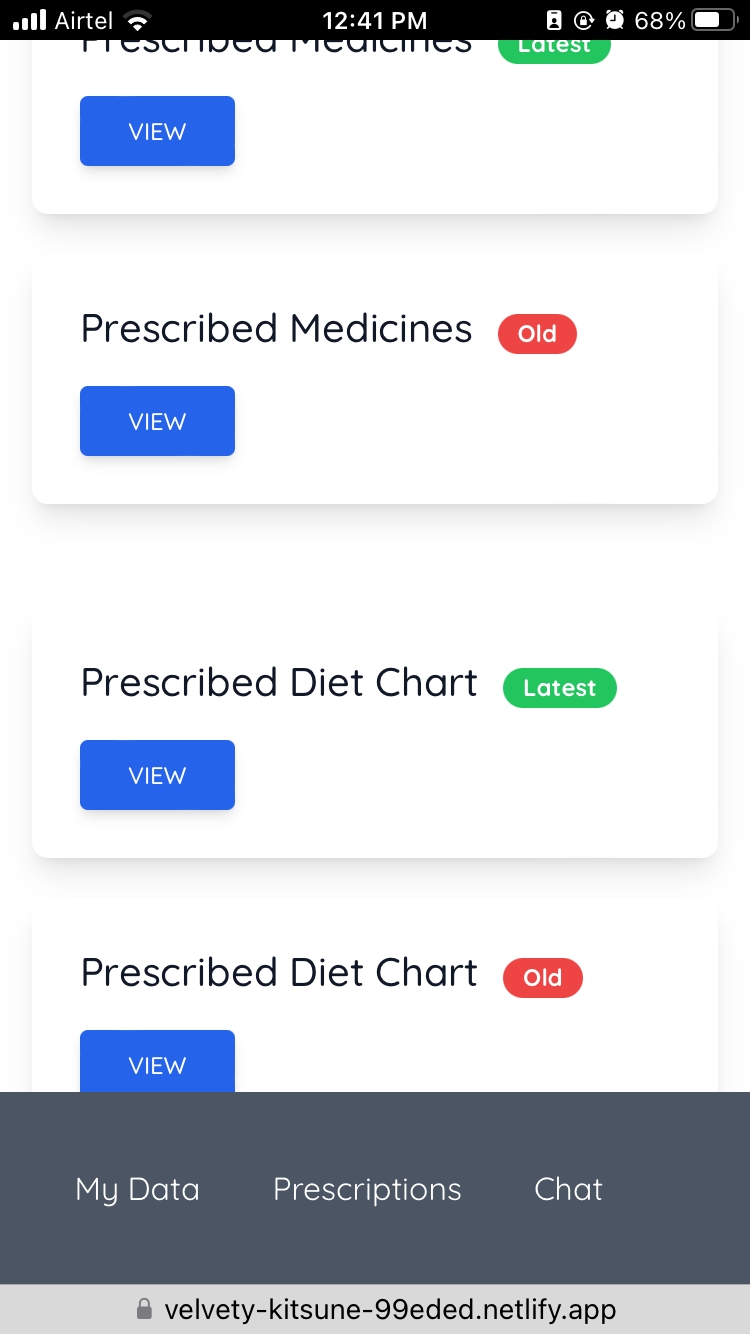 Airtel 12:41 PM 68%
Prescribed Medicines Latest
VIEW
Prescribed Medicines Old
VIEW
Prescribed Diet Chart Latest
VIEW
Prescribed Diet Chart Old
VIEW
My Data Prescriptions Chat
velvety-kitsune-99eded.netlify.app